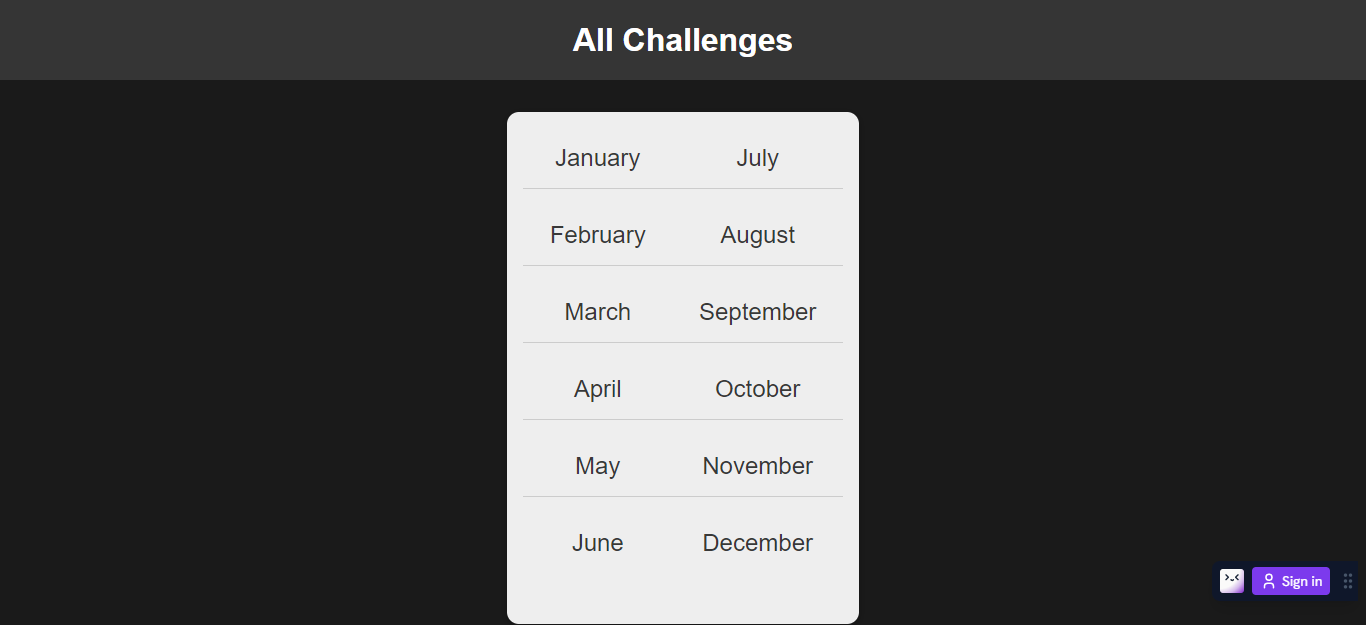 All Challenges
January July
February August
March September
April October
May November
June December
Sign in